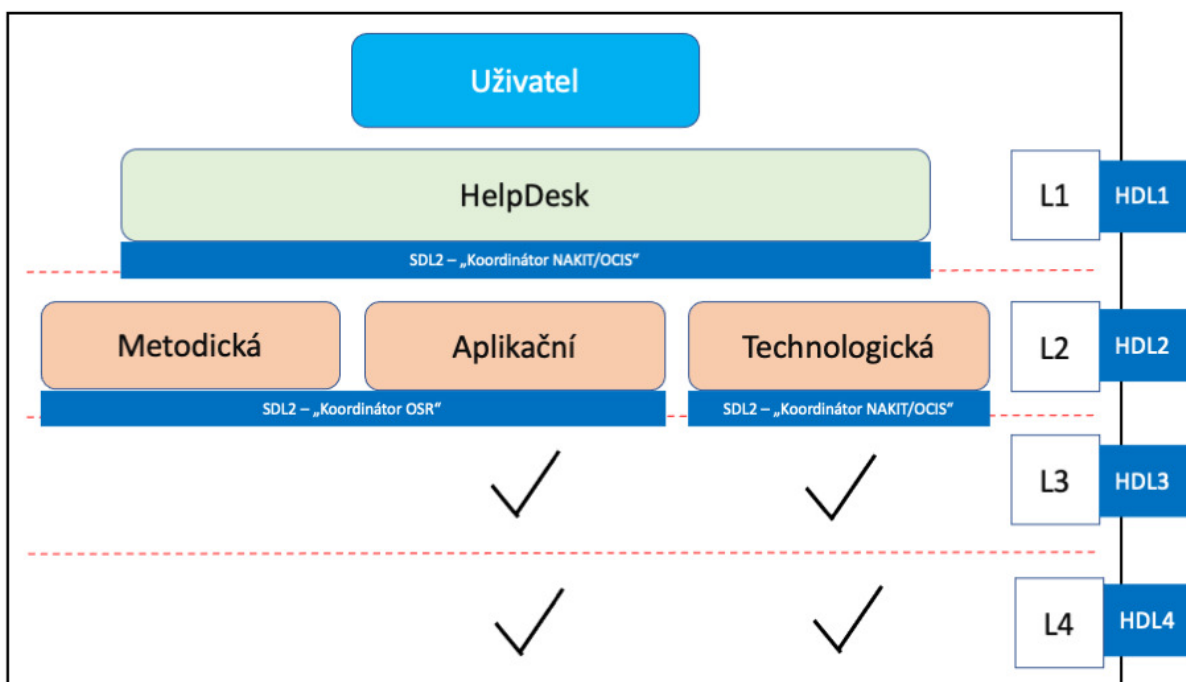 Uživatel
HelpDesk
L1
HDL1
SDL2 – „Koordinátor NAKIT/OCIS“
Metodická
Aplikační
Technologická
L2
HDL2
SDL2 – „Koordinátor OSR“
SDL2 – „Koordinátor NAKIT/OCIS“
L3
HDL3
L4
HDL4